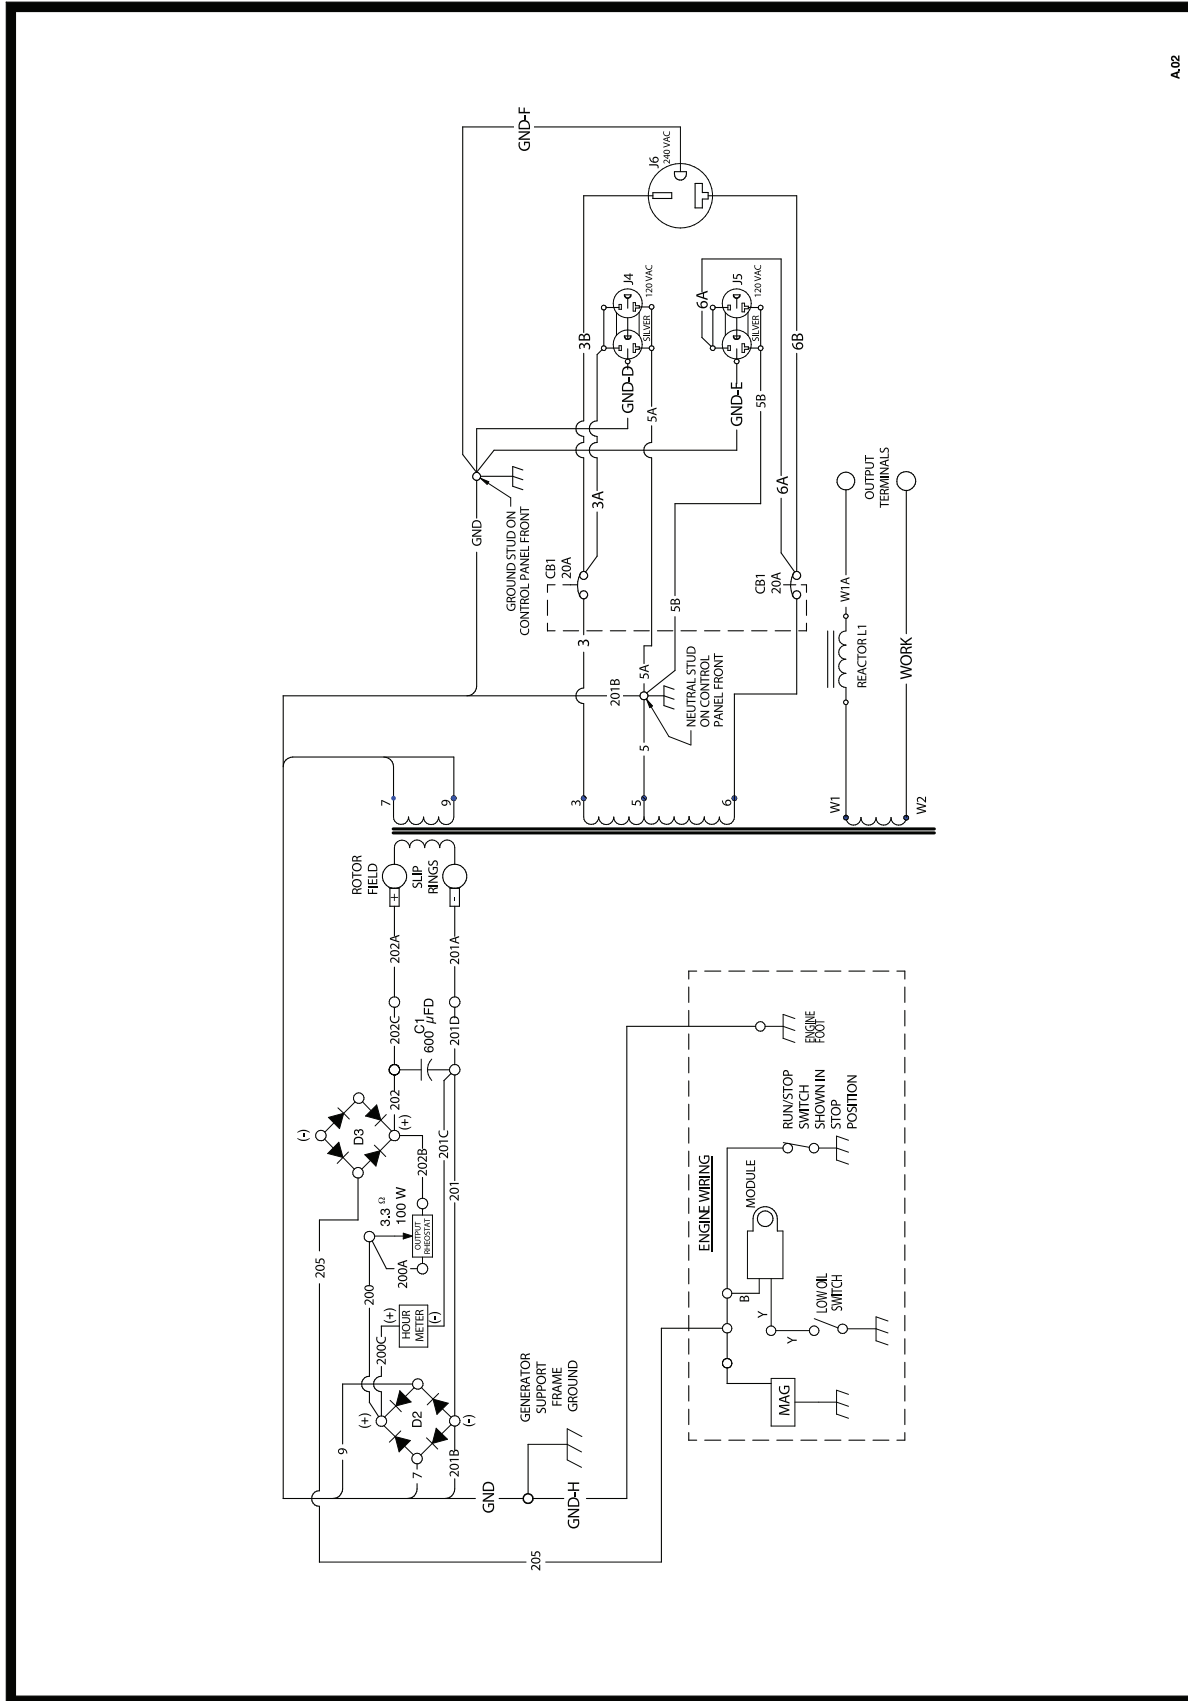 A.02
GND-F
J6
240 VAC
3B
J4
120 VAC
SILVER
GND-D
5A
6A
J5
120 VAC
SILVER
GND-E
5B
6B
GND
GROUND STUD ON
CONTROL PANEL FRONT
3A
CB1
20A
6A
CB1
20A
5B
3
5A
201B
NEUTRAL STUD
ON CONTROL
PANEL FRONT
5
OUTPUT
TERMINALS
W1A
REACTOR L1
WORK
7
9
3
5
6
W1
W2
ROTOR
FIELD
SLIP
RINGS
+
-
202A
201A
202C
C1
600 µFD
201D
202
(-)
D3
(+)
202B
201C
201
3.3 Ω
100 W
OUTPUT
RHEOSTAT
200A
200
205
200C
(+)
HOUR
METER
(-)
(+)
D2
(-)
9
7
201B
GND
GND-H
GENERATOR
SUPPORT
FRAME
GROUND
205
ENGINE WIRING
ENGINE
FOOT
RUN/STOP
SWITCH
SHOWN IN
STOP
POSITION
MODULE
B
Y
Y
LOW OIL
SWITCH
MAG